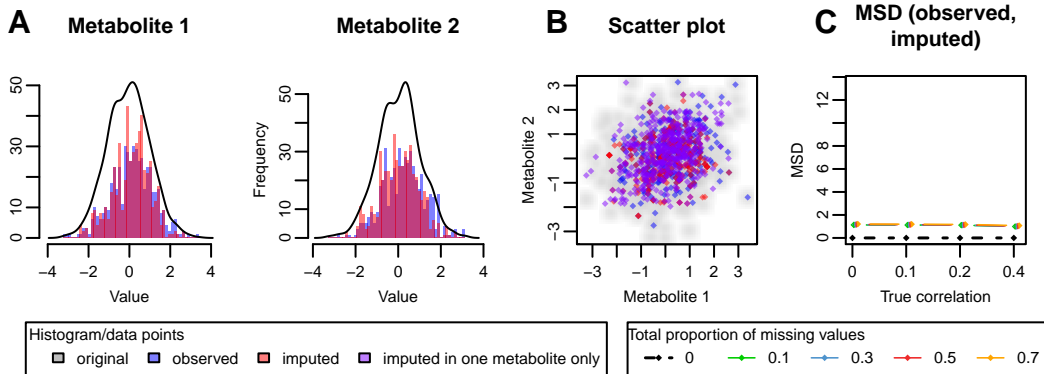 A
Metabolite 1
Metabolite 2
B
Scatter plot
C
MSD (observed,
imputed)
50
30
10
0
−4
−2
0
2
4
Value
Frequency
50
30
10
0
−4
−2
0
2
4
Value
Metabolite 2
3
1
−1
−3
−3
−1
0
1
2
3
Metabolite 1
MSD
12
8
6
4
2
0
0
0.1
0.2
0.4
True correlation
Histogram/data points
original
observed
imputed
imputed in one metabolite only
Total proportion of missing values
0
0.1
0.3
0.5
0.7